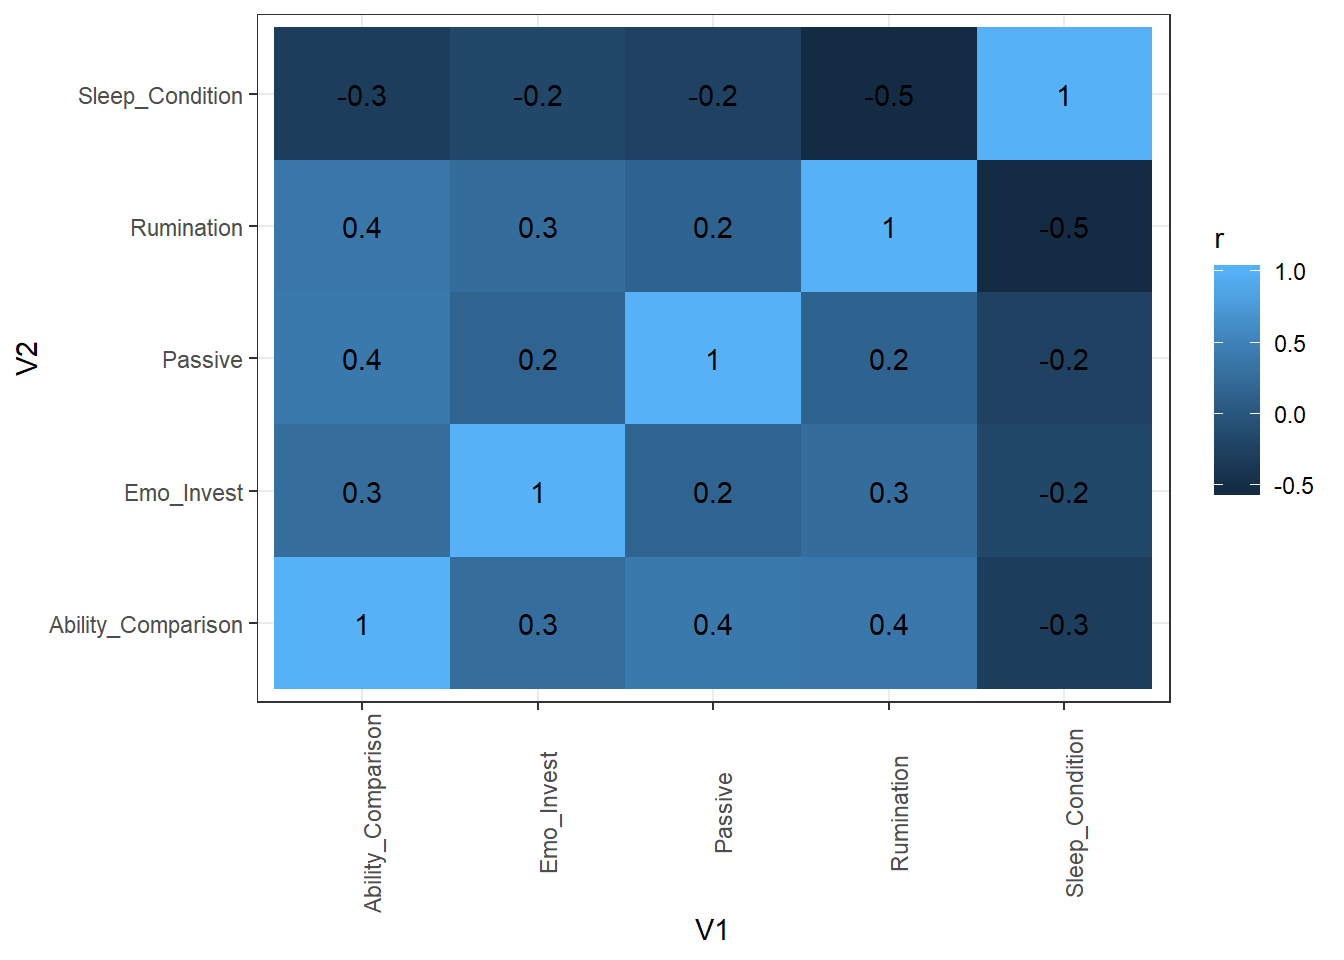 Sleep_Condition -0.3 -0.2 -0.2 -0.5 1
Rumination 0.4 0.3 0.2 1 -0.5
Passive 0.4 0.2 1 0.2 -0.2
Emo_Invest 0.3 1 0.2 0.3 -0.2
Ability_Comparison 1 0.3 0.4 0.4 -0.3
V2
Ability_Comparison
Emo_Invest
Passive
Rumination
Sleep_Condition
V1
r
1.0
0.5
0.0
-0.5